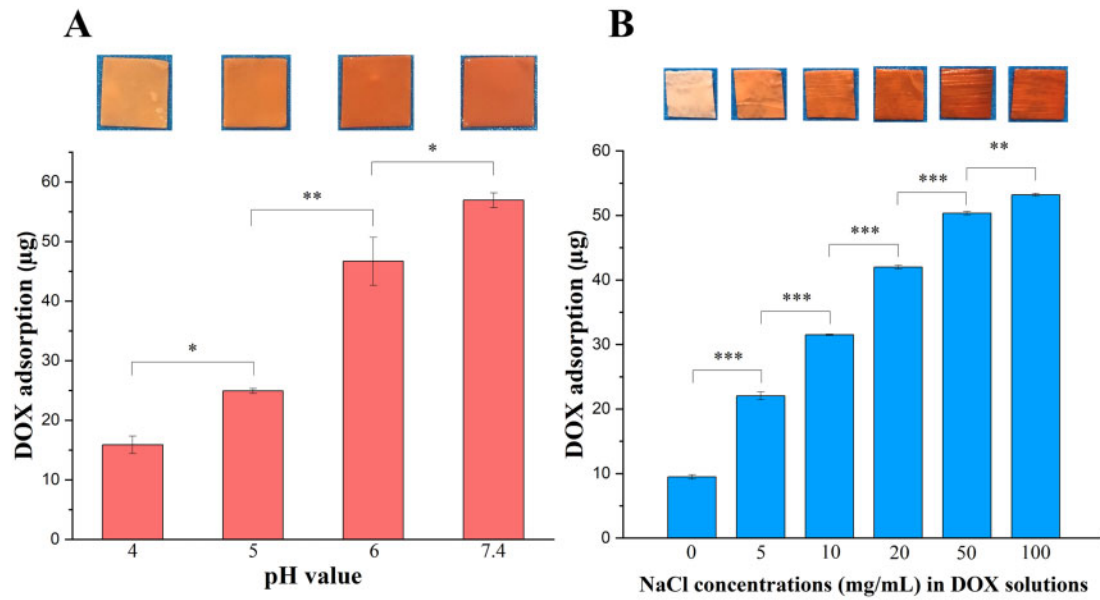 A
B
*
**
*
60
50
40
30
20
10
0
DOX adsorption (µg)
4 5 6 7.4
pH value
***
***
***
***
**
60
50
40
30
20
10
0
DOX adsorption (µg)
0 5 10 20 50 100
NaCl concentrations (mg/mL) in DOX solutions